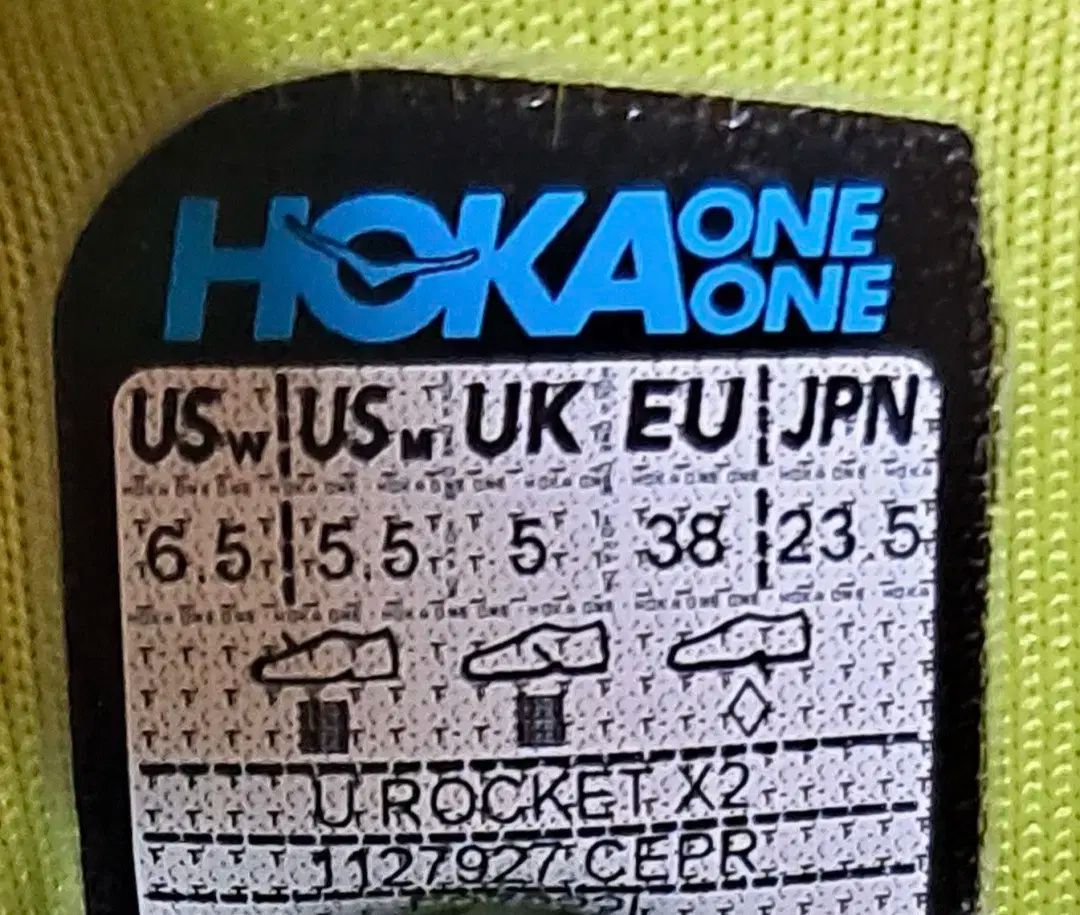 HOKA ONE ONE
USW USM UK EU JPN
6.5 5.5 5 38 23.5
U ROCKET X2
1127927 CEPR